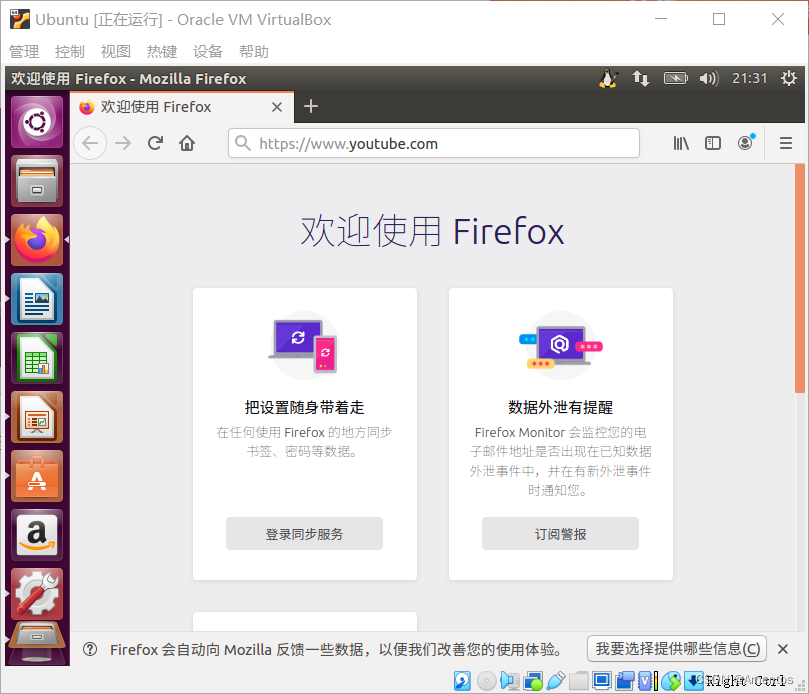 Ubuntu [正在运行] - Oracle VM VirtualBox
管理 控制 视图 热键 设备 帮助
欢迎使用 Firefox - Mozilla Firefox
21:31
欢迎使用 Firefox
https://www.youtube.com
欢迎使用 Firefox
把设置随身带着走
在任何使用 Firefox 的地方同步
书签、密码等数据。
登录同步服务
数据外泄有提醒
Firefox Monitor 会监控您的电
子邮件地址是否出现在已知数据
外泄事件中，并在有新外泄事件
时通知您。
订阅警报
Firefox 会自动向 Mozilla 反馈一些数据，以便我们改善您的使用体验。
我要选择提供哪些信息(C)
Right Ctrl